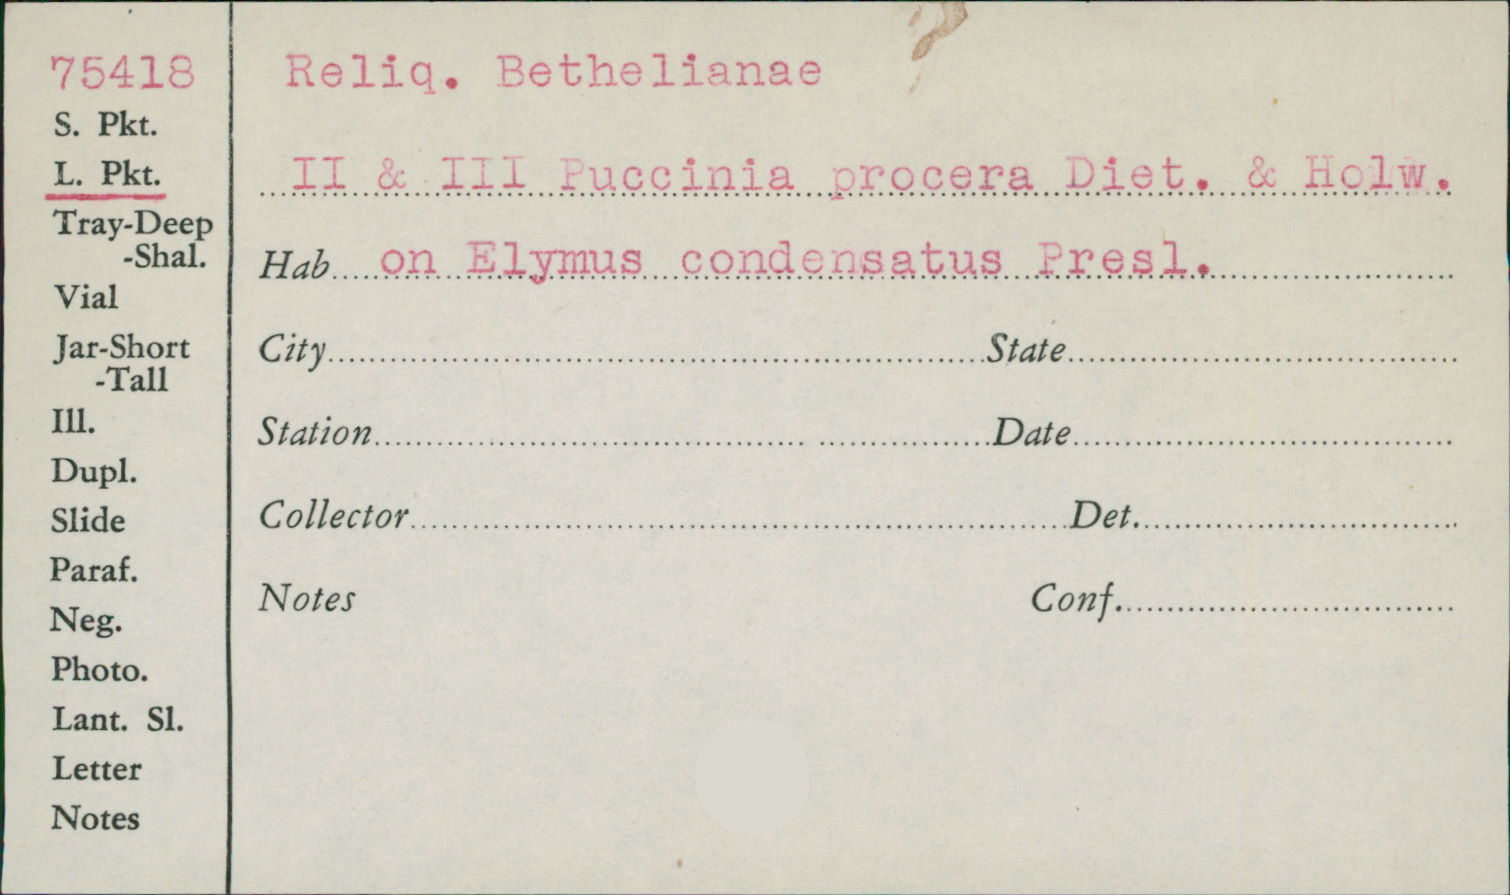 75418
S. Pkt.
L. Pkt.
Tray-Deep
-Shal.
Vial
Jar-Short
-Tall
Ill.
Dupl.
Slide
Paraf.
Neg.
Photo.
Lant. Sl.
Letter
Notes
Reliq. Bethelianae
II & III Puccinia procera Diet. & Holw.
Hab on Elymus condensatus Presl.
City State
Station Date
Collector Det.
Notes Conf.